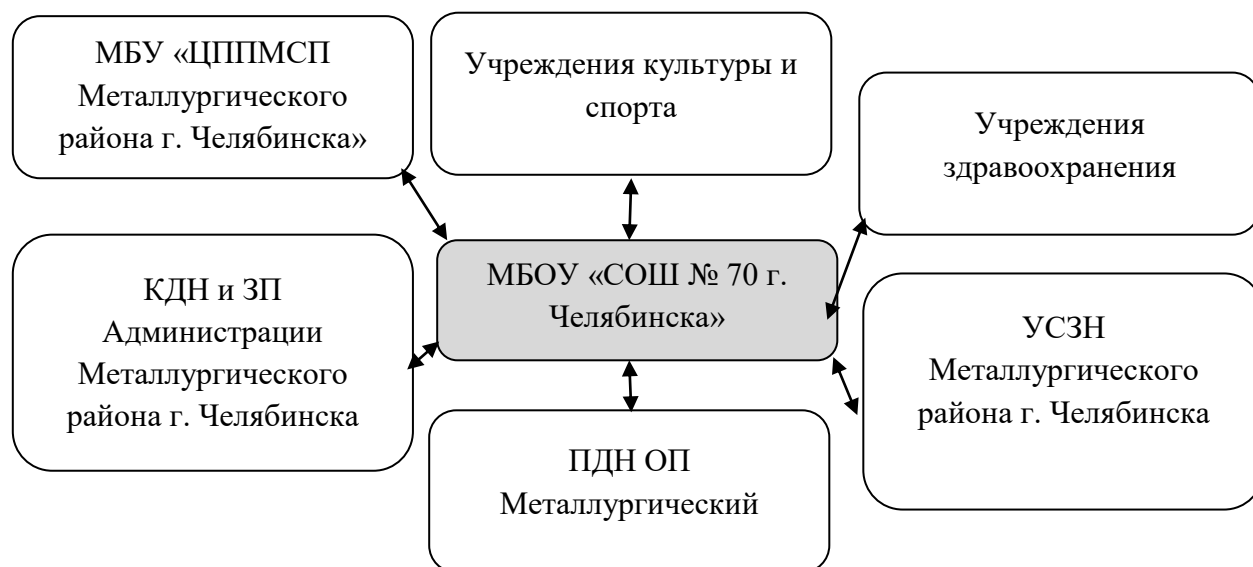 МБУ «ЦППМСП
Металлургического
района г. Челябинска»
Учреждения культуры и
спорта
Учреждения
здравоохранения
КДН и ЗП
Администрации
Металлургического
района г. Челябинска
МБОУ «СОШ № 70 г.
Челябинска»
УСЗН
Металлургического
района г. Челябинска
ПДН ОП
Металлургический